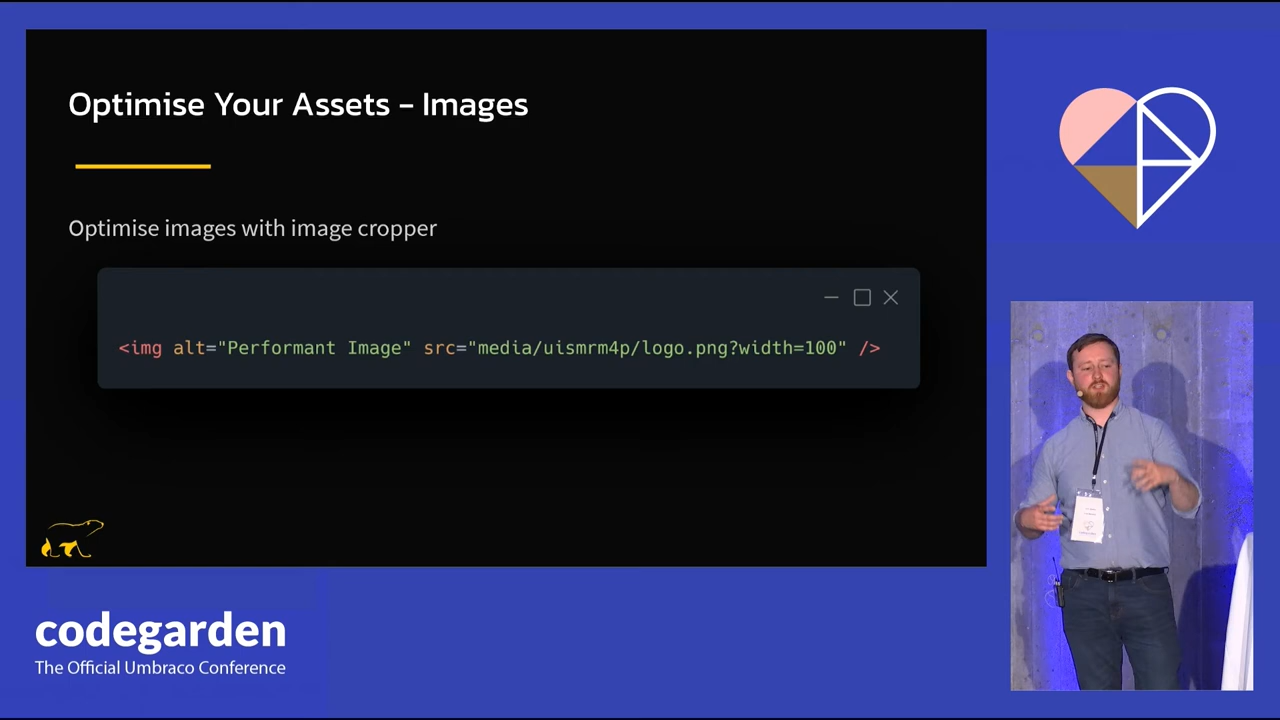 Optimise Your Assets – Images
Optimise images with image cropper
<img alt="Performant Image" src="media/uismrm4p/logo.png?width=100" />
codegarden
The Official Umbraco Conference